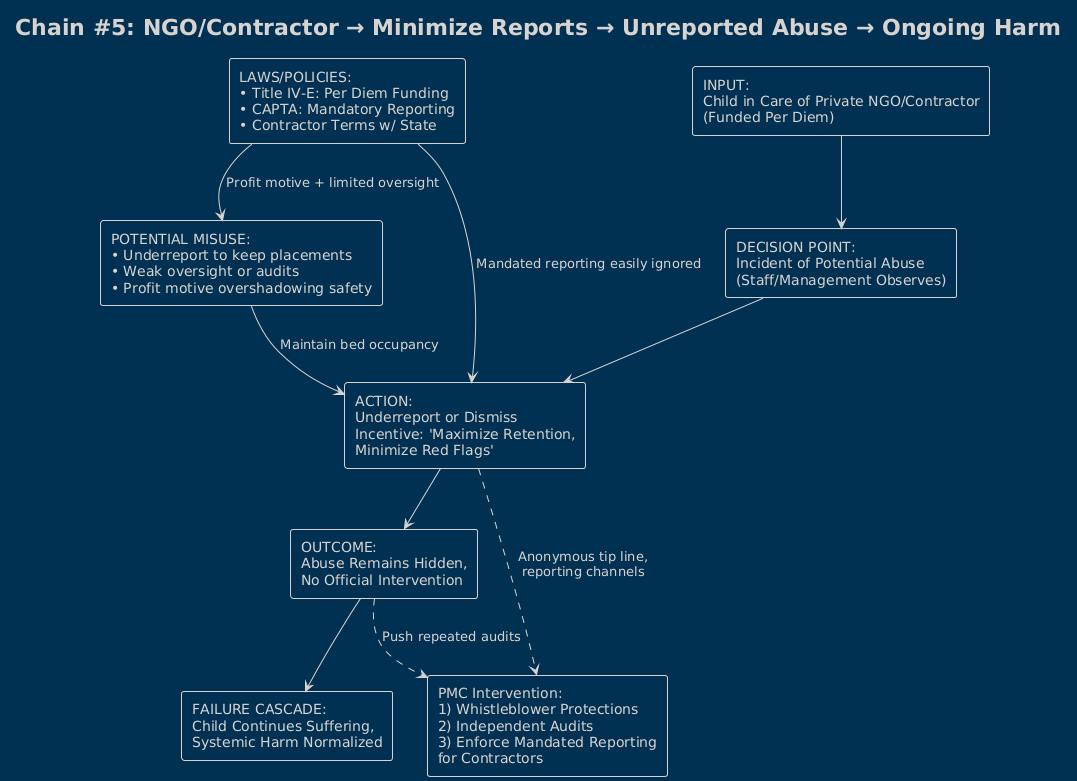 Chain #5: NGO/Contractor → Minimize Reports → Unreported Abuse → Ongoing Harm
LAWS/POLICIES:
• Title IV-E: Per Diem Funding
• CAPTA: Mandatory Reporting
• Contractor Terms w/ State
INPUT:
Child in Care of Private NGO/Contractor
(Funded Per Diem)
Profit motive + limited oversight
POTENTIAL MISUSE:
• Underreport to keep placements
• Weak oversight or audits
• Profit motive overshadowing safety
Mandated reporting easily ignored
DECISION POINT:
Incident of Potential Abuse
(Staff/Management Observes)
Maintain bed occupancy
ACTION:
Underreport or Dismiss
Incentive: 'Maximize Retention,
Minimize Red Flags'
OUTCOME:
Abuse Remains Hidden,
No Official Intervention
Anonymous tip line,
reporting channels
Push repeated audits
FAILURE CASCADE:
Child Continues Suffering,
Systemic Harm Normalized
PMC Intervention:
1) Whistleblower Protections
2) Independent Audits
3) Enforce Mandated Reporting
for Contractors